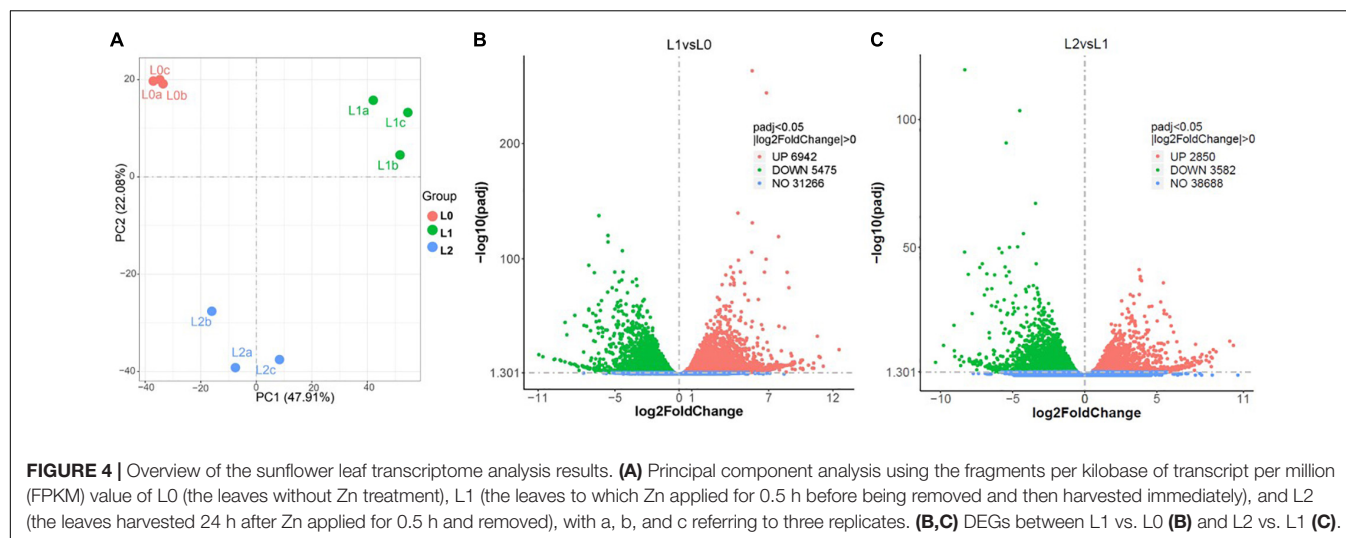 A
20
0
−20
−40
−40
−20
0
20
40
PC2 (22.08%)
PC1 (47.91%)
L0c
L0a L0b
L1a
L1c
L1b
L2b
L2a
L2c
Group
L0
L1
L2
B
L1vsL0
−log10(padj)
200
100
1.301
−11
−5
0
1
7
12
log2FoldChange
padj<0.05
|log2FoldChange|>0
UP 6942
DOWN 5475
NO 31266
C
L2vsL1
−log10(padj)
100
50
1.301
−10
−5
0
5
11
log2FoldChange
padj<0.05
|log2FoldChange|>0
UP 2850
DOWN 3582
NO 38688
FIGURE 4 | Overview of the sunflower leaf transcriptome analysis results. (A) Principal component analysis using the fragments per kilobase of transcript per million
(FPKM) value of L0 (the leaves without Zn treatment), L1 (the leaves to which Zn applied for 0.5 h before being removed and then harvested immediately), and L2
(the leaves harvested 24 h after Zn applied for 0.5 h and removed), with a, b, and c referring to three replicates. (B,C) DEGs between L1 vs. L0 (B) and L2 vs. L1 (C).